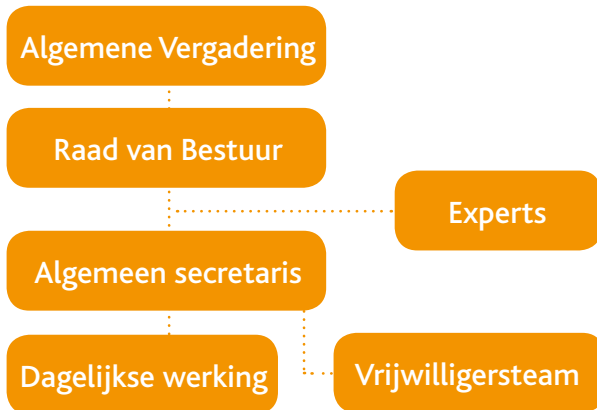 Algemene Vergadering
Raad van Bestuur
Experts
Algemeen secretaris
Dagelijkse werking
Vrijwilligersteam